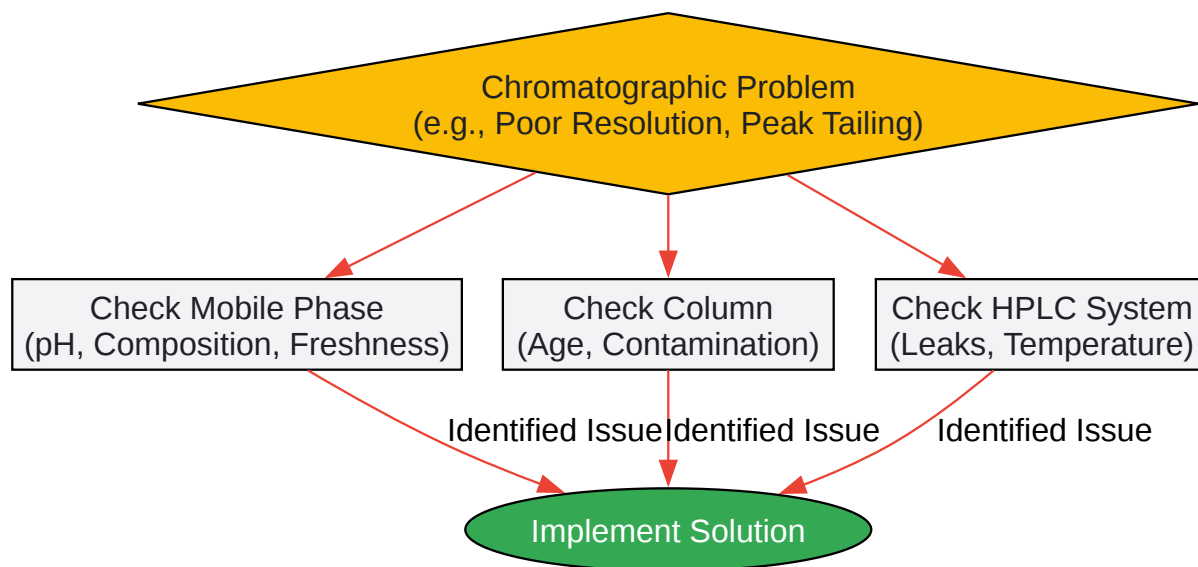 Chromatographic Problem
(e.g., Poor Resolution, Peak Tailing)
Check Mobile Phase
(pH, Composition, Freshness)
Check Column
(Age, Contamination)
Check HPLC System
(Leaks, Temperature)
Identified Issue
Identified Issue
Identified Issue
Implement Solution